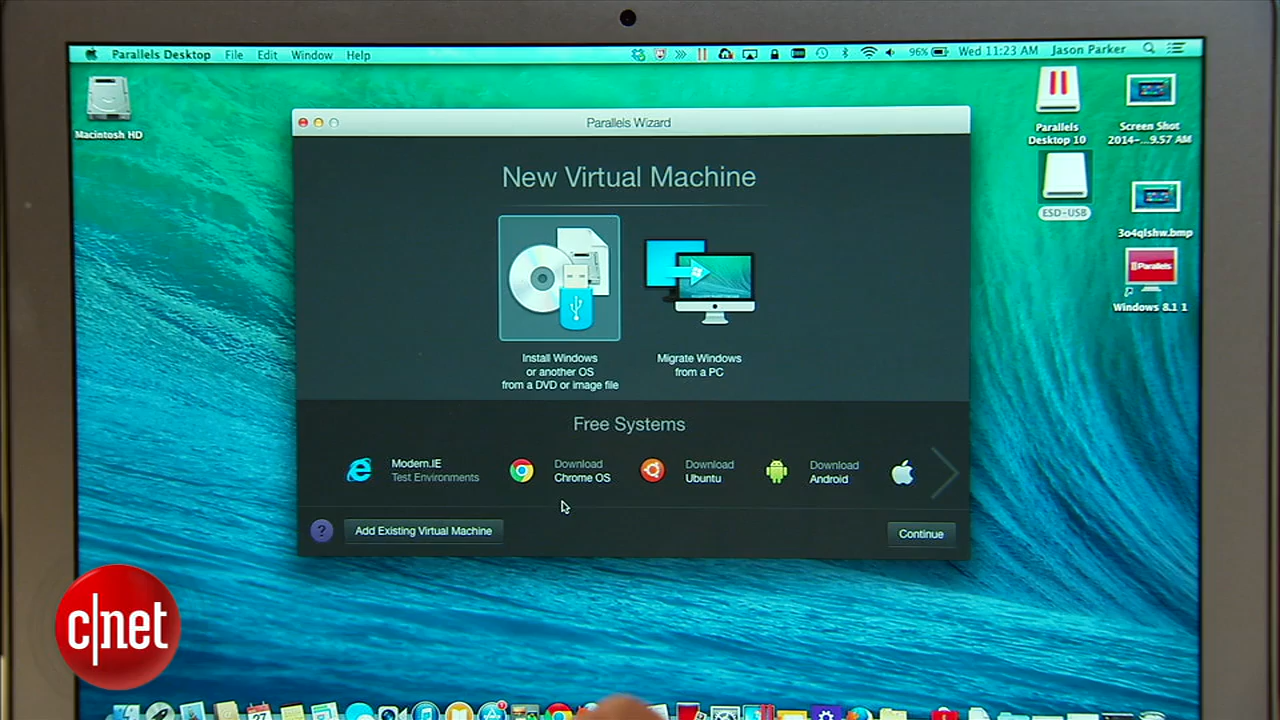 Parallels Desktop File Edit Window Help
96% Wed 11:23 AM Jason Parker
Macintosh HD
Parallels
Desktop 10
Screen Shot
2014-...9.57 AM
ESD-USB
3o4qlshw.bmp
Parallels
Windows 8.1 1
Parallels Wizard
New Virtual Machine
Install Windows
or another OS
from a DVD or image file
Migrate Windows
from a PC
Free Systems
Modern.IE
Test Environments
Download
Chrome OS
Download
Ubuntu
Download
Android
?
Add Existing Virtual Machine
Continue
c|net
27